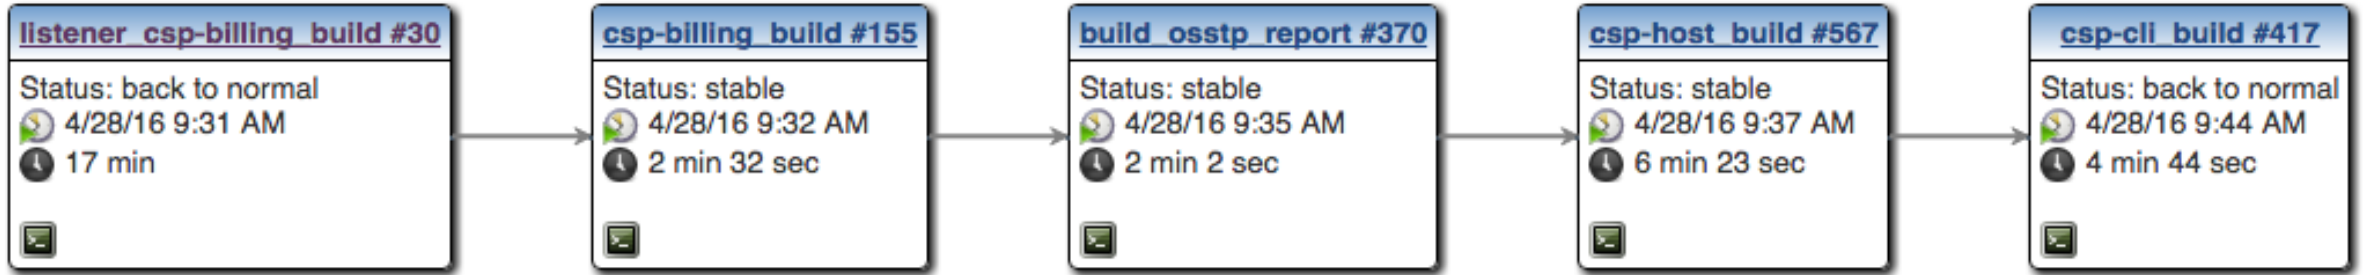 listener_csp-billing_build #30
Status: back to normal
4/28/16 9:31 AM
17 min
csp-billing_build #155
Status: stable
4/28/16 9:32 AM
2 min 32 sec
build_osstp_report #370
Status: stable
4/28/16 9:35 AM
2 min 2 sec
csp-host_build #567
Status: stable
4/28/16 9:37 AM
6 min 23 sec
csp-cli_build #417
Status: back to normal
4/28/16 9:44 AM
4 min 44 sec